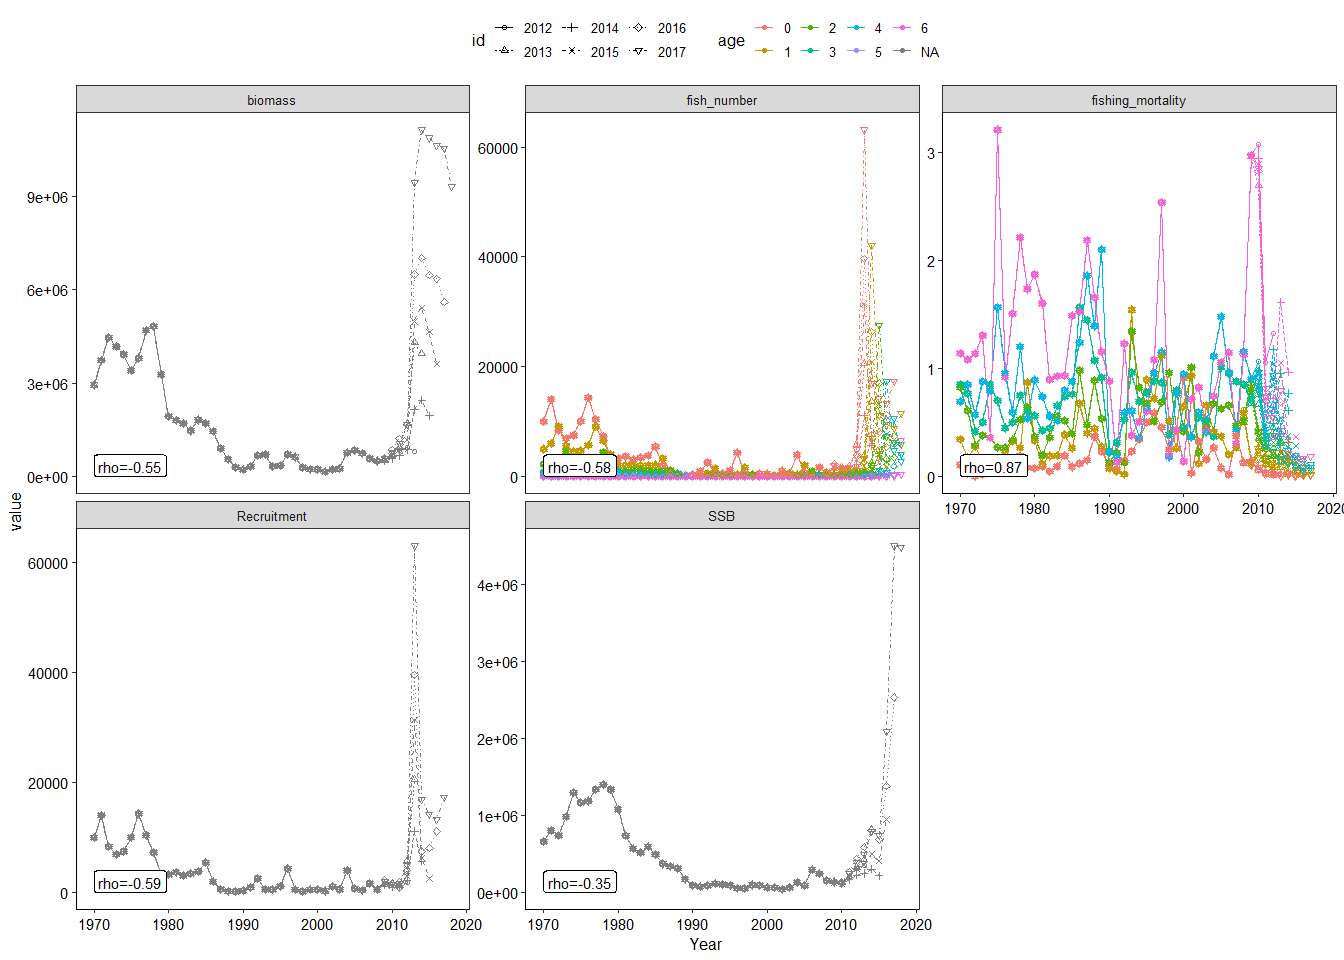 id 2012 2014 2016 age 0 2 4 6
2013 2015 2017 1 3 5 NA
biomass fish_number fishing_mortality
9e+06
6e+06
3e+06
0e+00
rho=-0.55
60000
40000
20000
0
rho=-0.58
3
2
1
0
rho=0.87
1970 1980 1990 2000 2010 2020
value
Recruitment SSB
60000
40000
20000
0
rho=-0.59
4e+06
3e+06
2e+06
1e+06
0e+00
rho=-0.35
1970 1980 1990 2000 2010 2020 1970 1980 1990 2000 2010 2020
Year